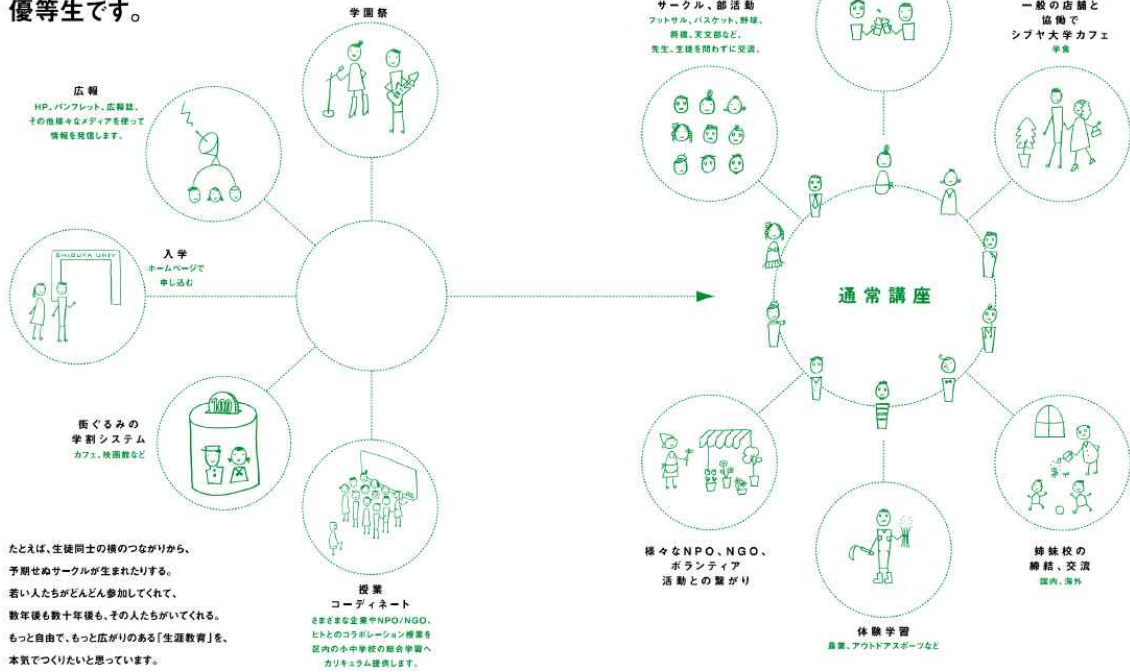 優等生です。
学園祭
広報
HP、パンフレット、広報誌、
その他様々なメディアを使って
情報を発信します。
入学
ホームページで
申し込む
SHIBUYA UNIV
街ぐるみの
学割システム
カフェ、映画館など
授業
コーディネート
さまざまな企業やNPO/NGO、
ヒトとのコラボレーション授業を
区内の小中学校の総合学習へ
カリキュラム提供します。
たとえば、生徒同士の横のつながりから、
予期せぬサークルが生まれたりする。
若い人たちがどんどん参加してくれて、
数年後も数十年後も、その人たちがいてくれる。
もっと自由で、もっと広がりのある「生涯教育」を、
本気でつくりたいと思っています。
サークル、部活動
フットサル、バスケット、野球、
将棋、天文部など、
先生、生徒を問わずに交流。
一般の店舗と
協働で
シブヤ大学カフェ
学食
通常講座
様々なNPO、NGO、
ボランティア
活動との繋がり
体験学習
農業、アウトドアスポーツなど
姉妹校の
締結、交流
国内、海外